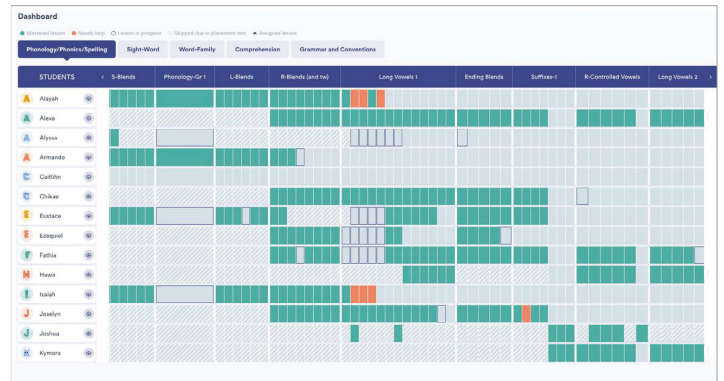 Dashboard
Mastered lesson Needs help Lesson in progress Skipped due to placement test Assigned lesson
Phonology/Phonics/Spelling Sight-Word Word-Family Comprehension Grammar and Conventions
STUDENTS < S-Blends Phonology-Gr 1 L-Blends R-Blends (and tw) Long Vowels 1 Ending Blends Suffixes-1 R-Controlled Vowels Long Vowels 2 >
A Alayah
A Alexa
A Alyssa
A Armando
C Caitlihn
C Chikae
E Eustace
E Ezequiel
F Fathia
H Hawa
I Isaiah
J Joselyn
J Joshua
K Kymora